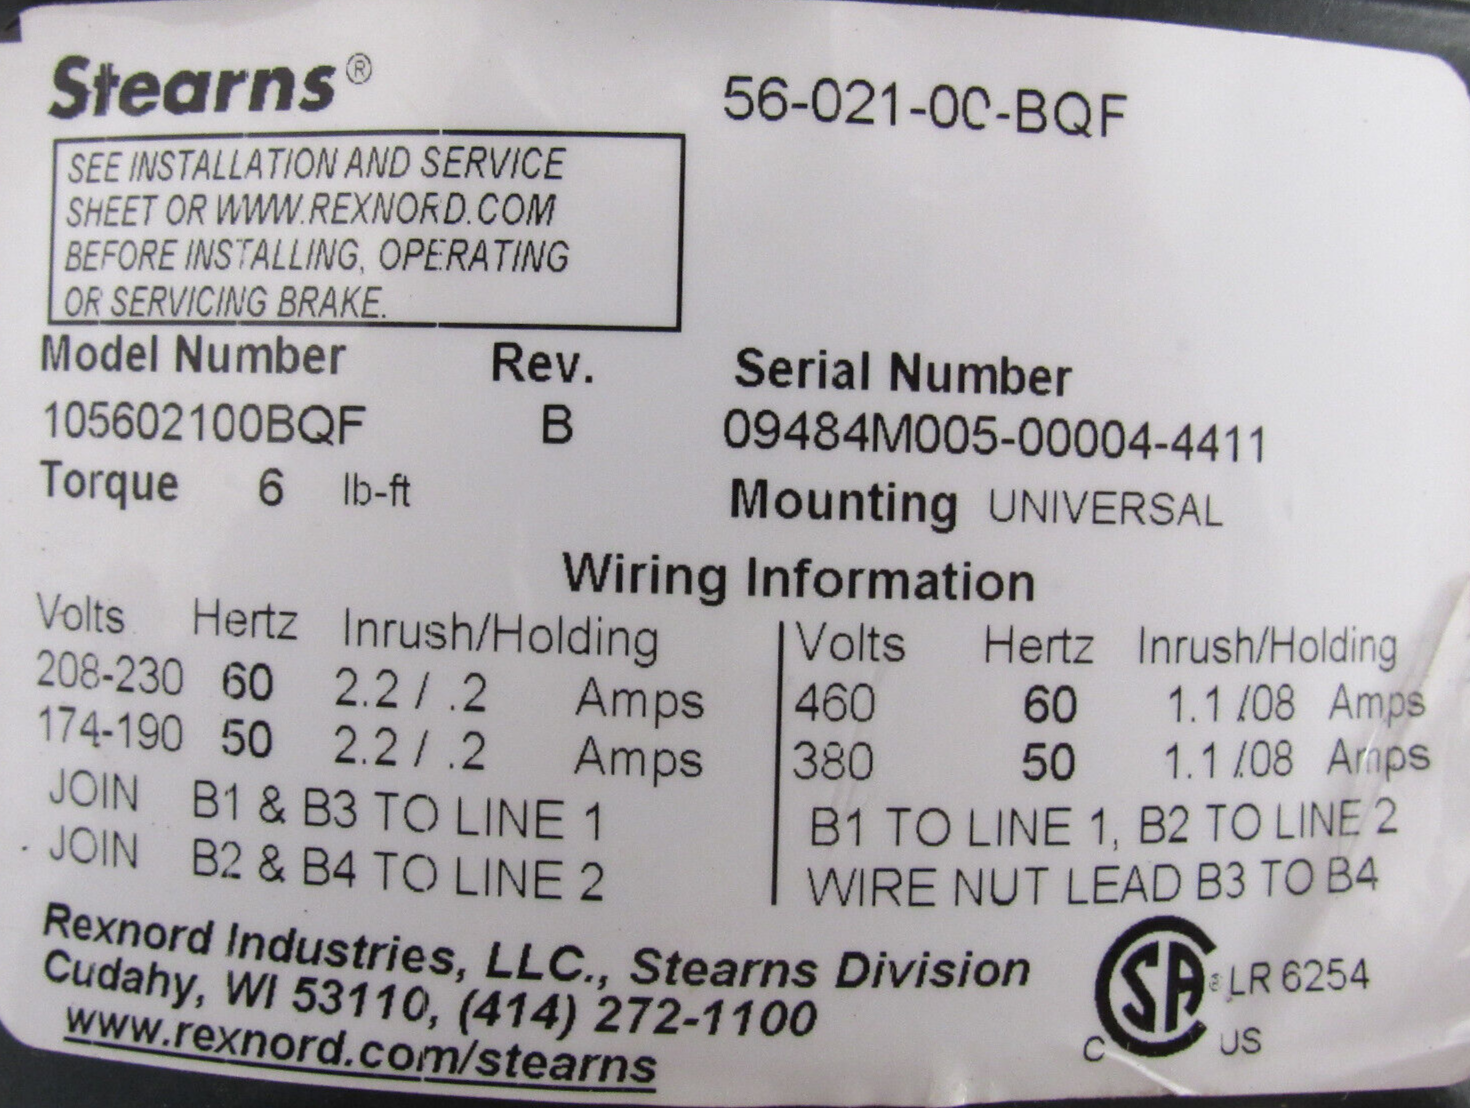 Stearns®
56-021-00-BQF
SEE INSTALLATION AND SERVICE
SHEET OR WWW.REXNORD.COM
BEFORE INSTALLING, OPERATING
OR SERVICING BRAKE.
Model Number Rev. Serial Number
105602100BQF B 09484M005-00004-4411
Torque 6 lb-ft Mounting UNIVERSAL
Wiring Information
Volts Hertz Inrush/Holding
208-230 60 2.2 / .2 Amps
174-190 50 2.2 / .2 Amps
JOIN B1 & B3 TO LINE 1
JOIN B2 & B4 TO LINE 2
Volts Hertz Inrush/Holding
460 60 1.1 /.08 Amps
380 50 1.1 /.08 Amps
B1 TO LINE 1, B2 TO LINE 2
WIRE NUT LEAD B3 TO B4
Rexnord Industries, LLC., Stearns Division
Cudahy, WI 53110, (414) 272-1100
www.rexnord.com/stearns
C SA ® US LR 6254